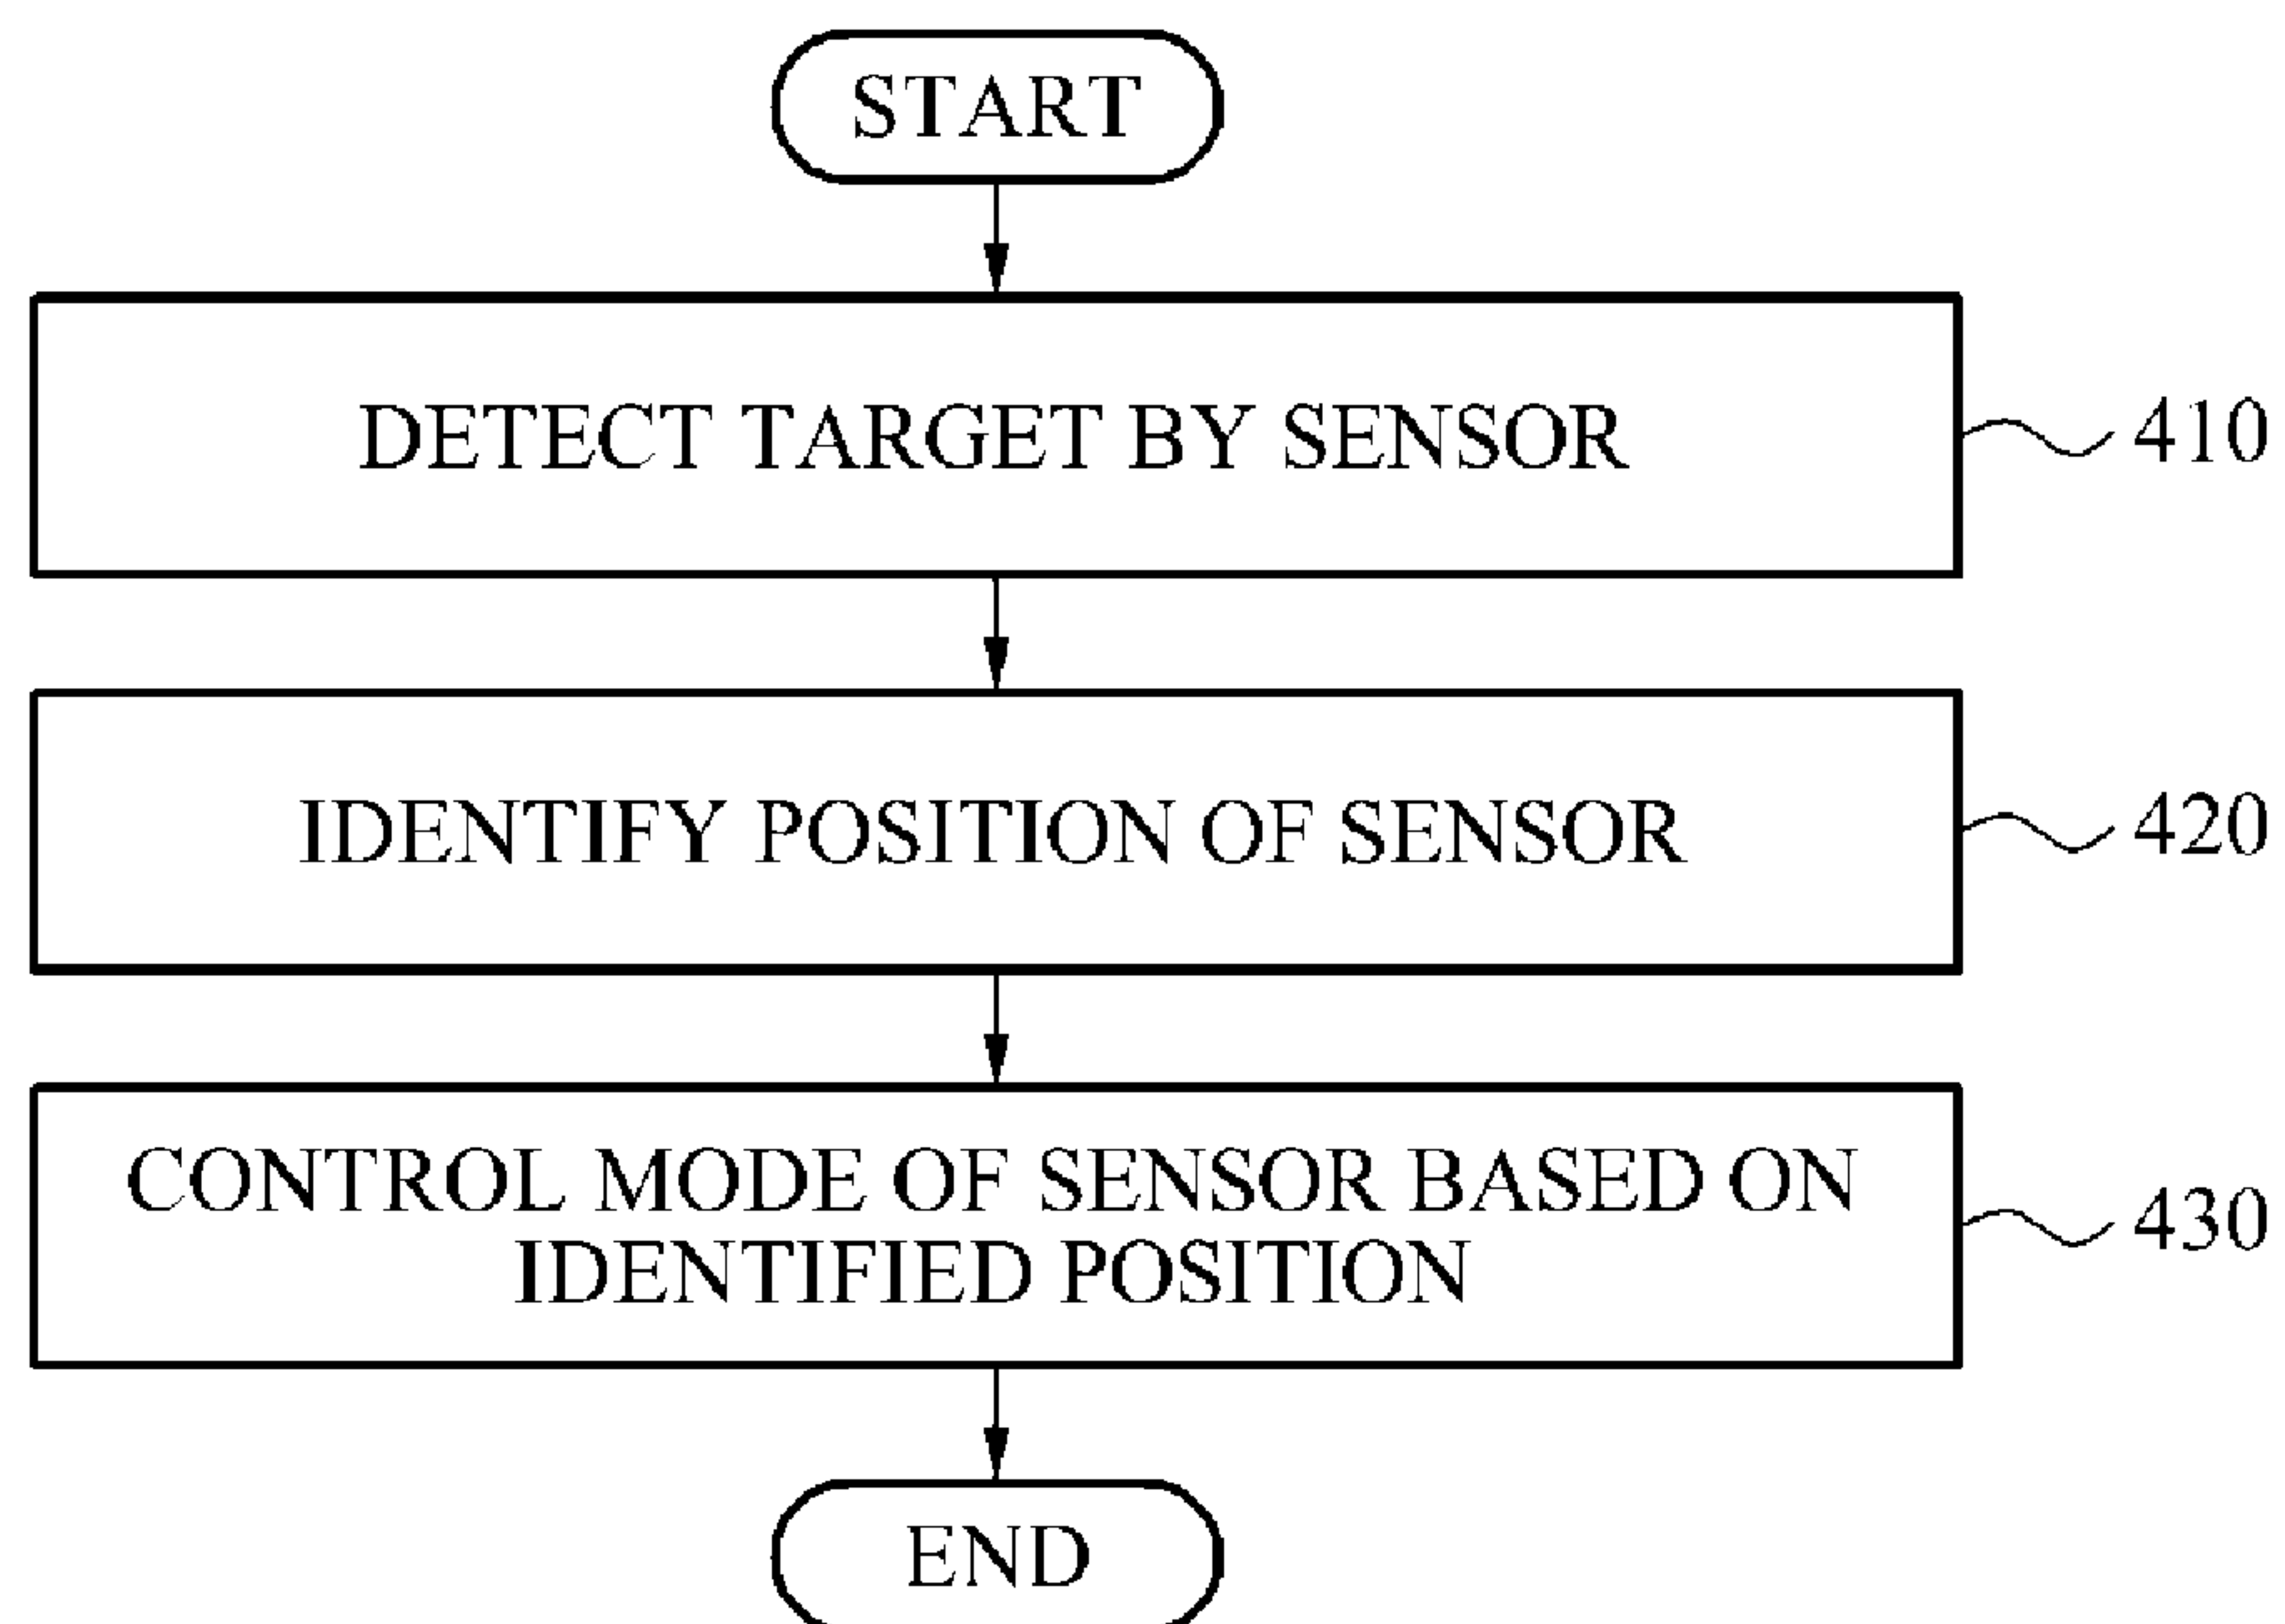 START
DETECT TARGET BY SENSOR
410
IDENTIFY POSITION OF SENSOR
420
CONTROL MODE OF SENSOR BASED ON
IDENTIFIED POSITION
430
END